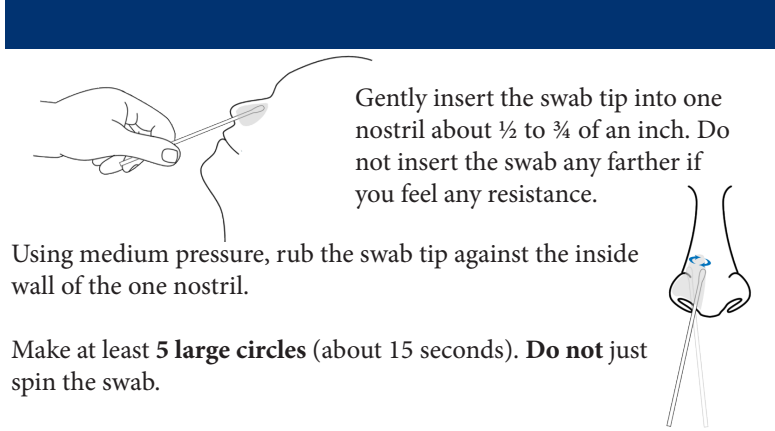 Gently insert the swab tip into one
nostril about ½ to ¾ of an inch. Do
not insert the swab any farther if
you feel any resistance.
Using medium pressure, rub the swab tip against the inside
wall of the one nostril.
Make at least 5 large circles (about 15 seconds). Do not just
spin the swab.